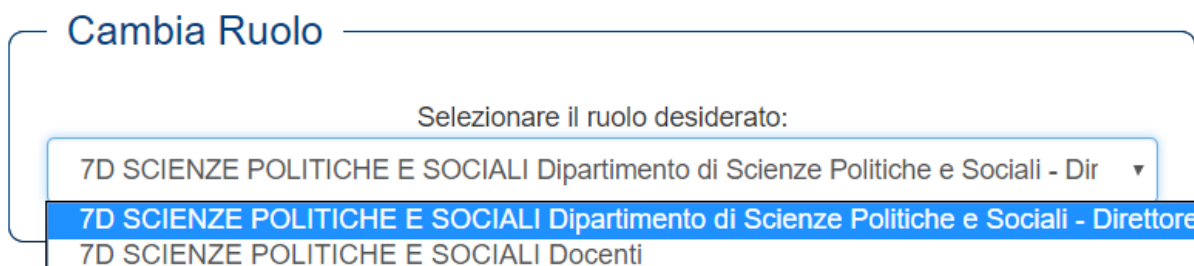 Cambia Ruolo
Selezionare il ruolo desiderato:
7D SCIENZE POLITICHE E SOCIALI Dipartimento di Scienze Politiche e Sociali - Dir
7D SCIENZE POLITICHE E SOCIALI Dipartimento di Scienze Politiche e Sociali - Direttore
7D SCIENZE POLITICHE E SOCIALI Docenti